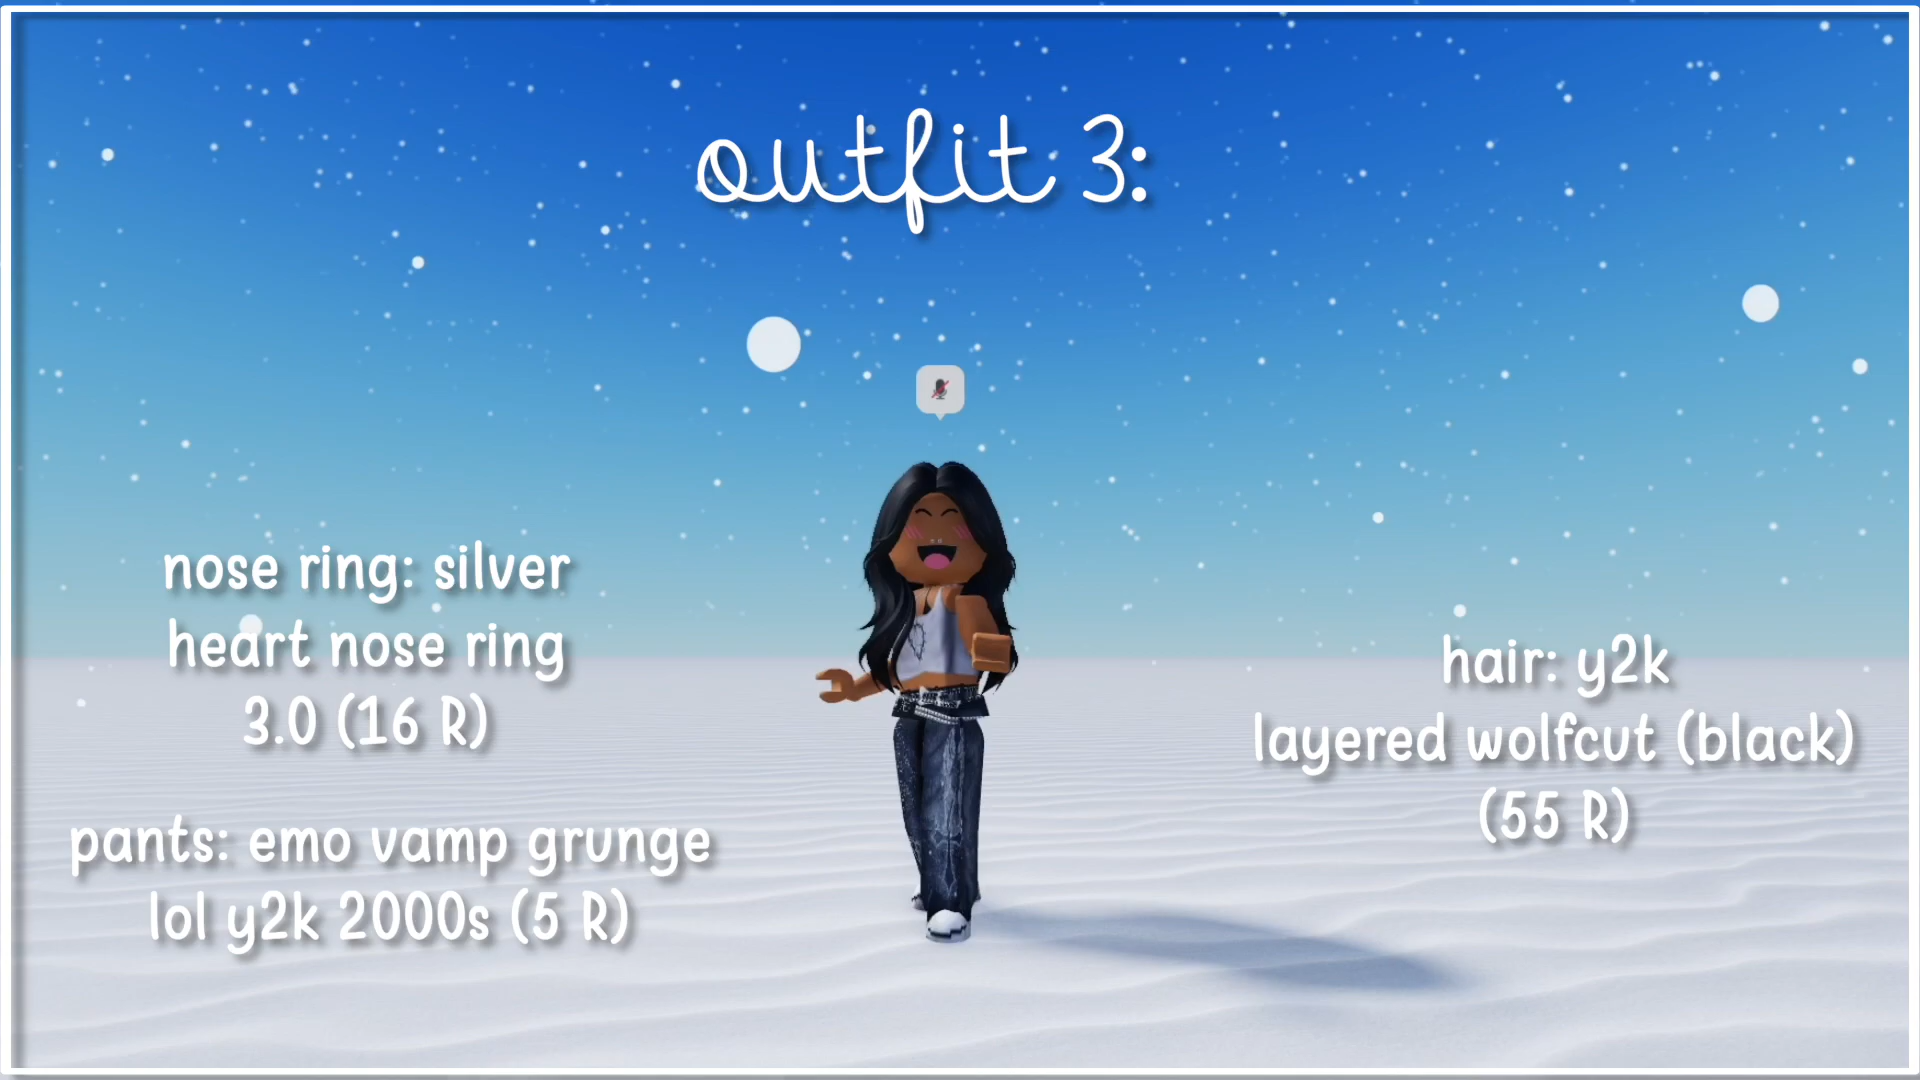 outfit 3:
nose ring: silver
heart nose ring
3.0 (16 R)
pants: emo vamp grunge
lol y2k 2000s (5 R)
hair: y2k
layered wolfcut (black)
(55 R)